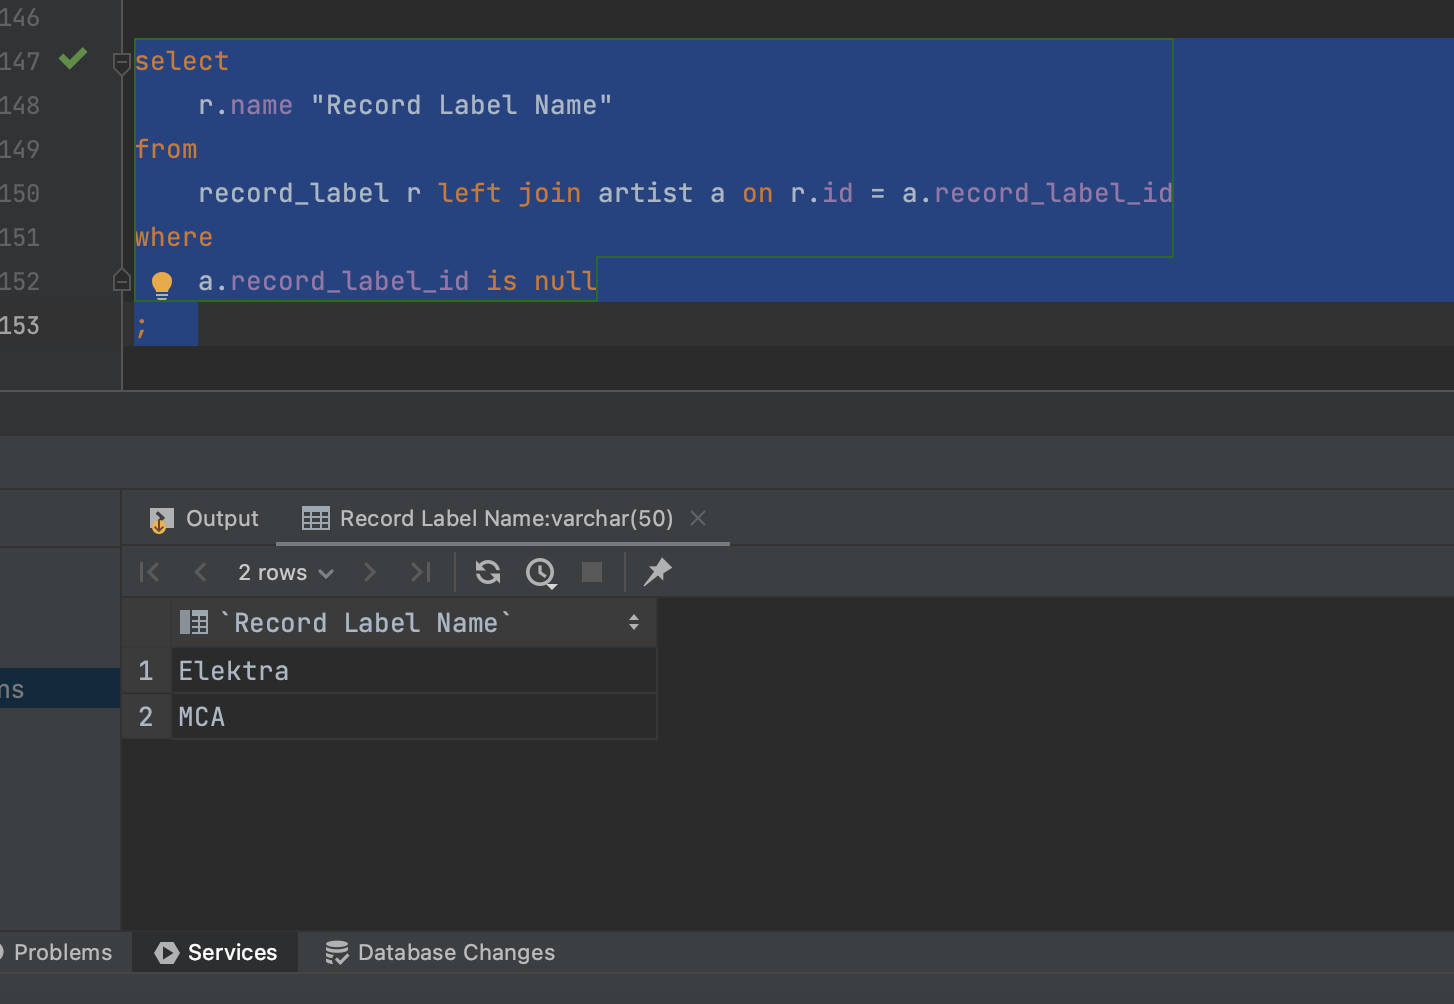 146
147 select
148 r.name "Record Label Name"
149 from
150 record_label r left join artist a on r.id = a.record_label_id
151 where
152 a.record_label_id is null
153 ;
Output Record Label Name:varchar(50)
2 rows
`Record Label Name`
1 Elektra
ms
2 MCA
Problems Services Database Changes